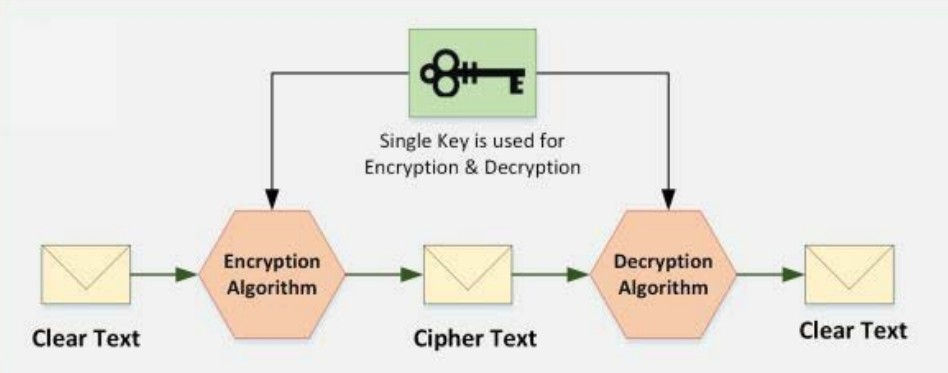 Single Key is used for
Encryption & Decryption
Encryption
Algorithm
Decryption
Algorithm
Clear Text
Cipher Text
Clear Text